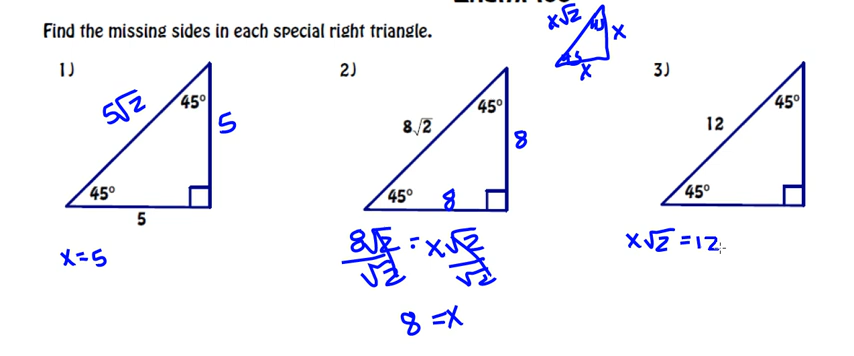 Find the missing sides in each special right triangle.
x√2
45
x
45
x
1)
5√2
45°
5
45°
5
x=5
2)
45°
8√2
8
45°
8
8√2/√2 = x√2/√2
8 = x
3)
45°
12
45°
x√2 = 12